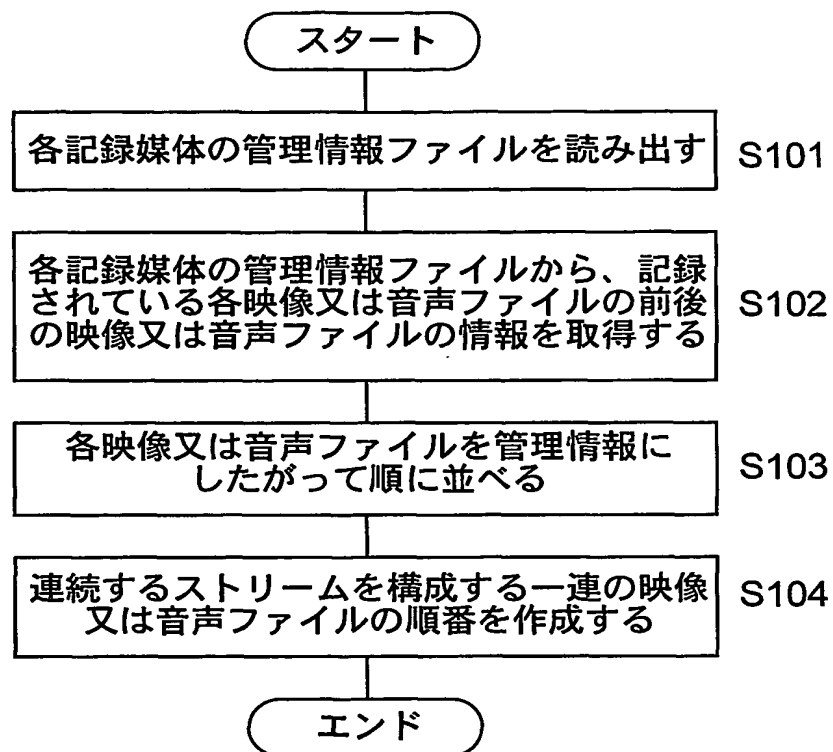 スタート
各記録媒体の管理情報ファイルを読み出す
S101
各記録媒体の管理情報ファイルから、記録
されている各映像又は音声ファイルの前後
の映像又は音声ファイルの情報を取得する
S102
各映像又は音声ファイルを管理情報に
したがって順に並べる
S103
連続するストリームを構成する一連の映像
又は音声ファイルの順番を作成する
S104
エンド